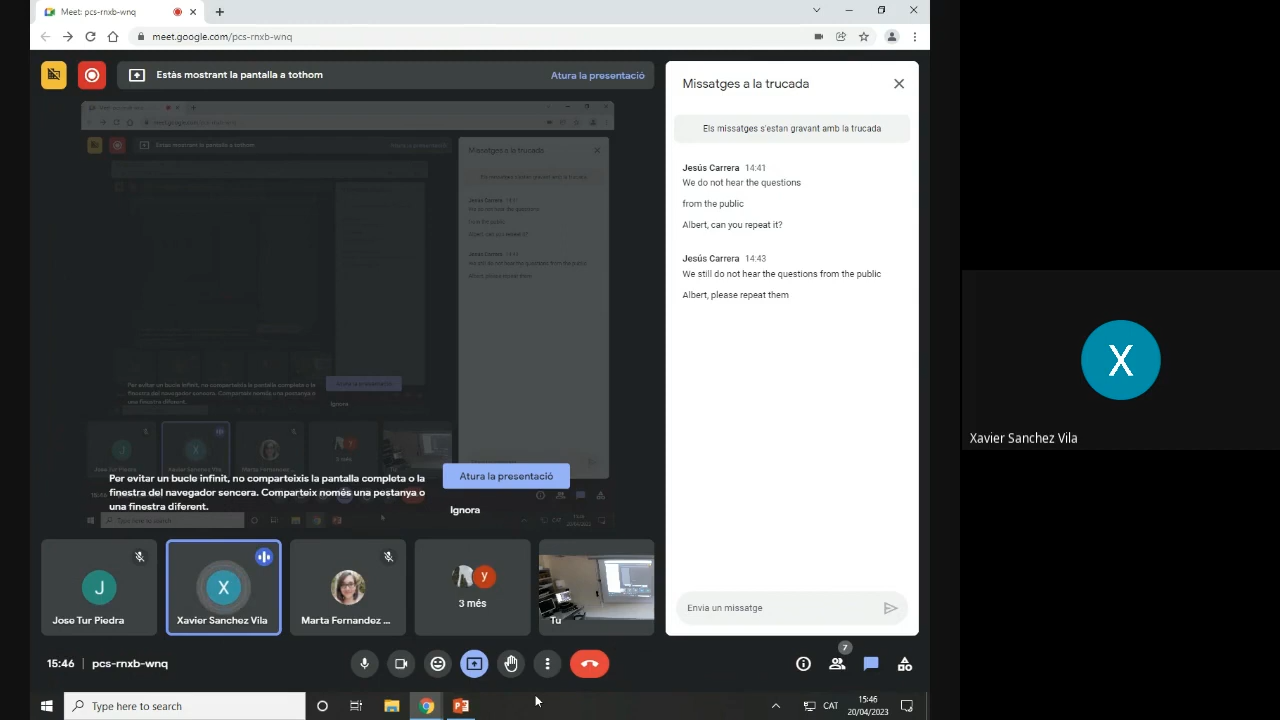 Meet: pcs-rnxb-wnq
meet.google.com/pcs-rnxb-wnq
Estàs mostrant la pantalla a tothom
Atura la presentació
Missatges a la trucada
Els missatges s'estan gravant amb la trucada
Jesús Carrera 14:41
We do not hear the questions
from the public
Albert, can you repeat it?
Jesús Carrera 14:43
We still do not hear the questions from the public
Albert, please repeat them
Per evitar un bucle infinit, no comparteixis la pantalla completa o la
finestra del navegador sencera. Comparteix només una pestanya o
una finestra diferent.
Atura la presentació
Ignora
J
Jose Tur Piedra
X
Xavier Sanchez Vila
Marta Fernandez ...
y
3 més
Tu
Envia un missatge
15:46 | pcs-rnxb-wnq
7
Type here to search
CAT
15:46
20/04/2023
X
Xavier Sanchez Vila